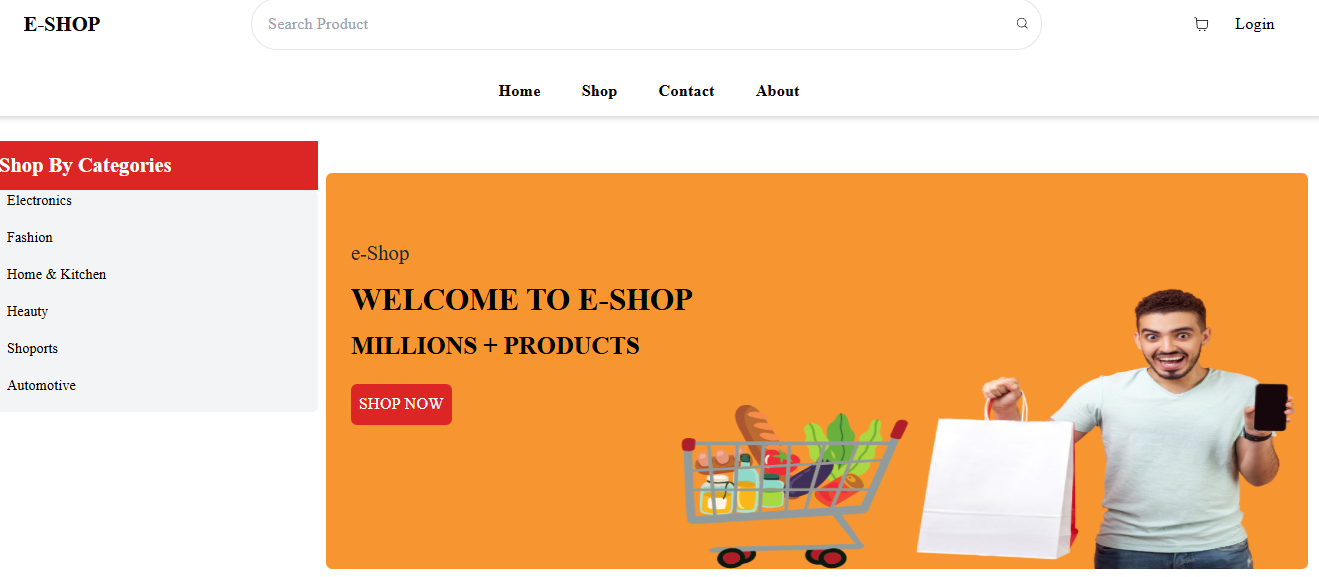 E-SHOP
Search Product
Login
Home Shop Contact About
Shop By Categories
Electronics
Fashion
Home & Kitchen
Heauty
Shoports
Automotive
e-Shop
WELCOME TO E-SHOP
MILLIONS + PRODUCTS
SHOP NOW